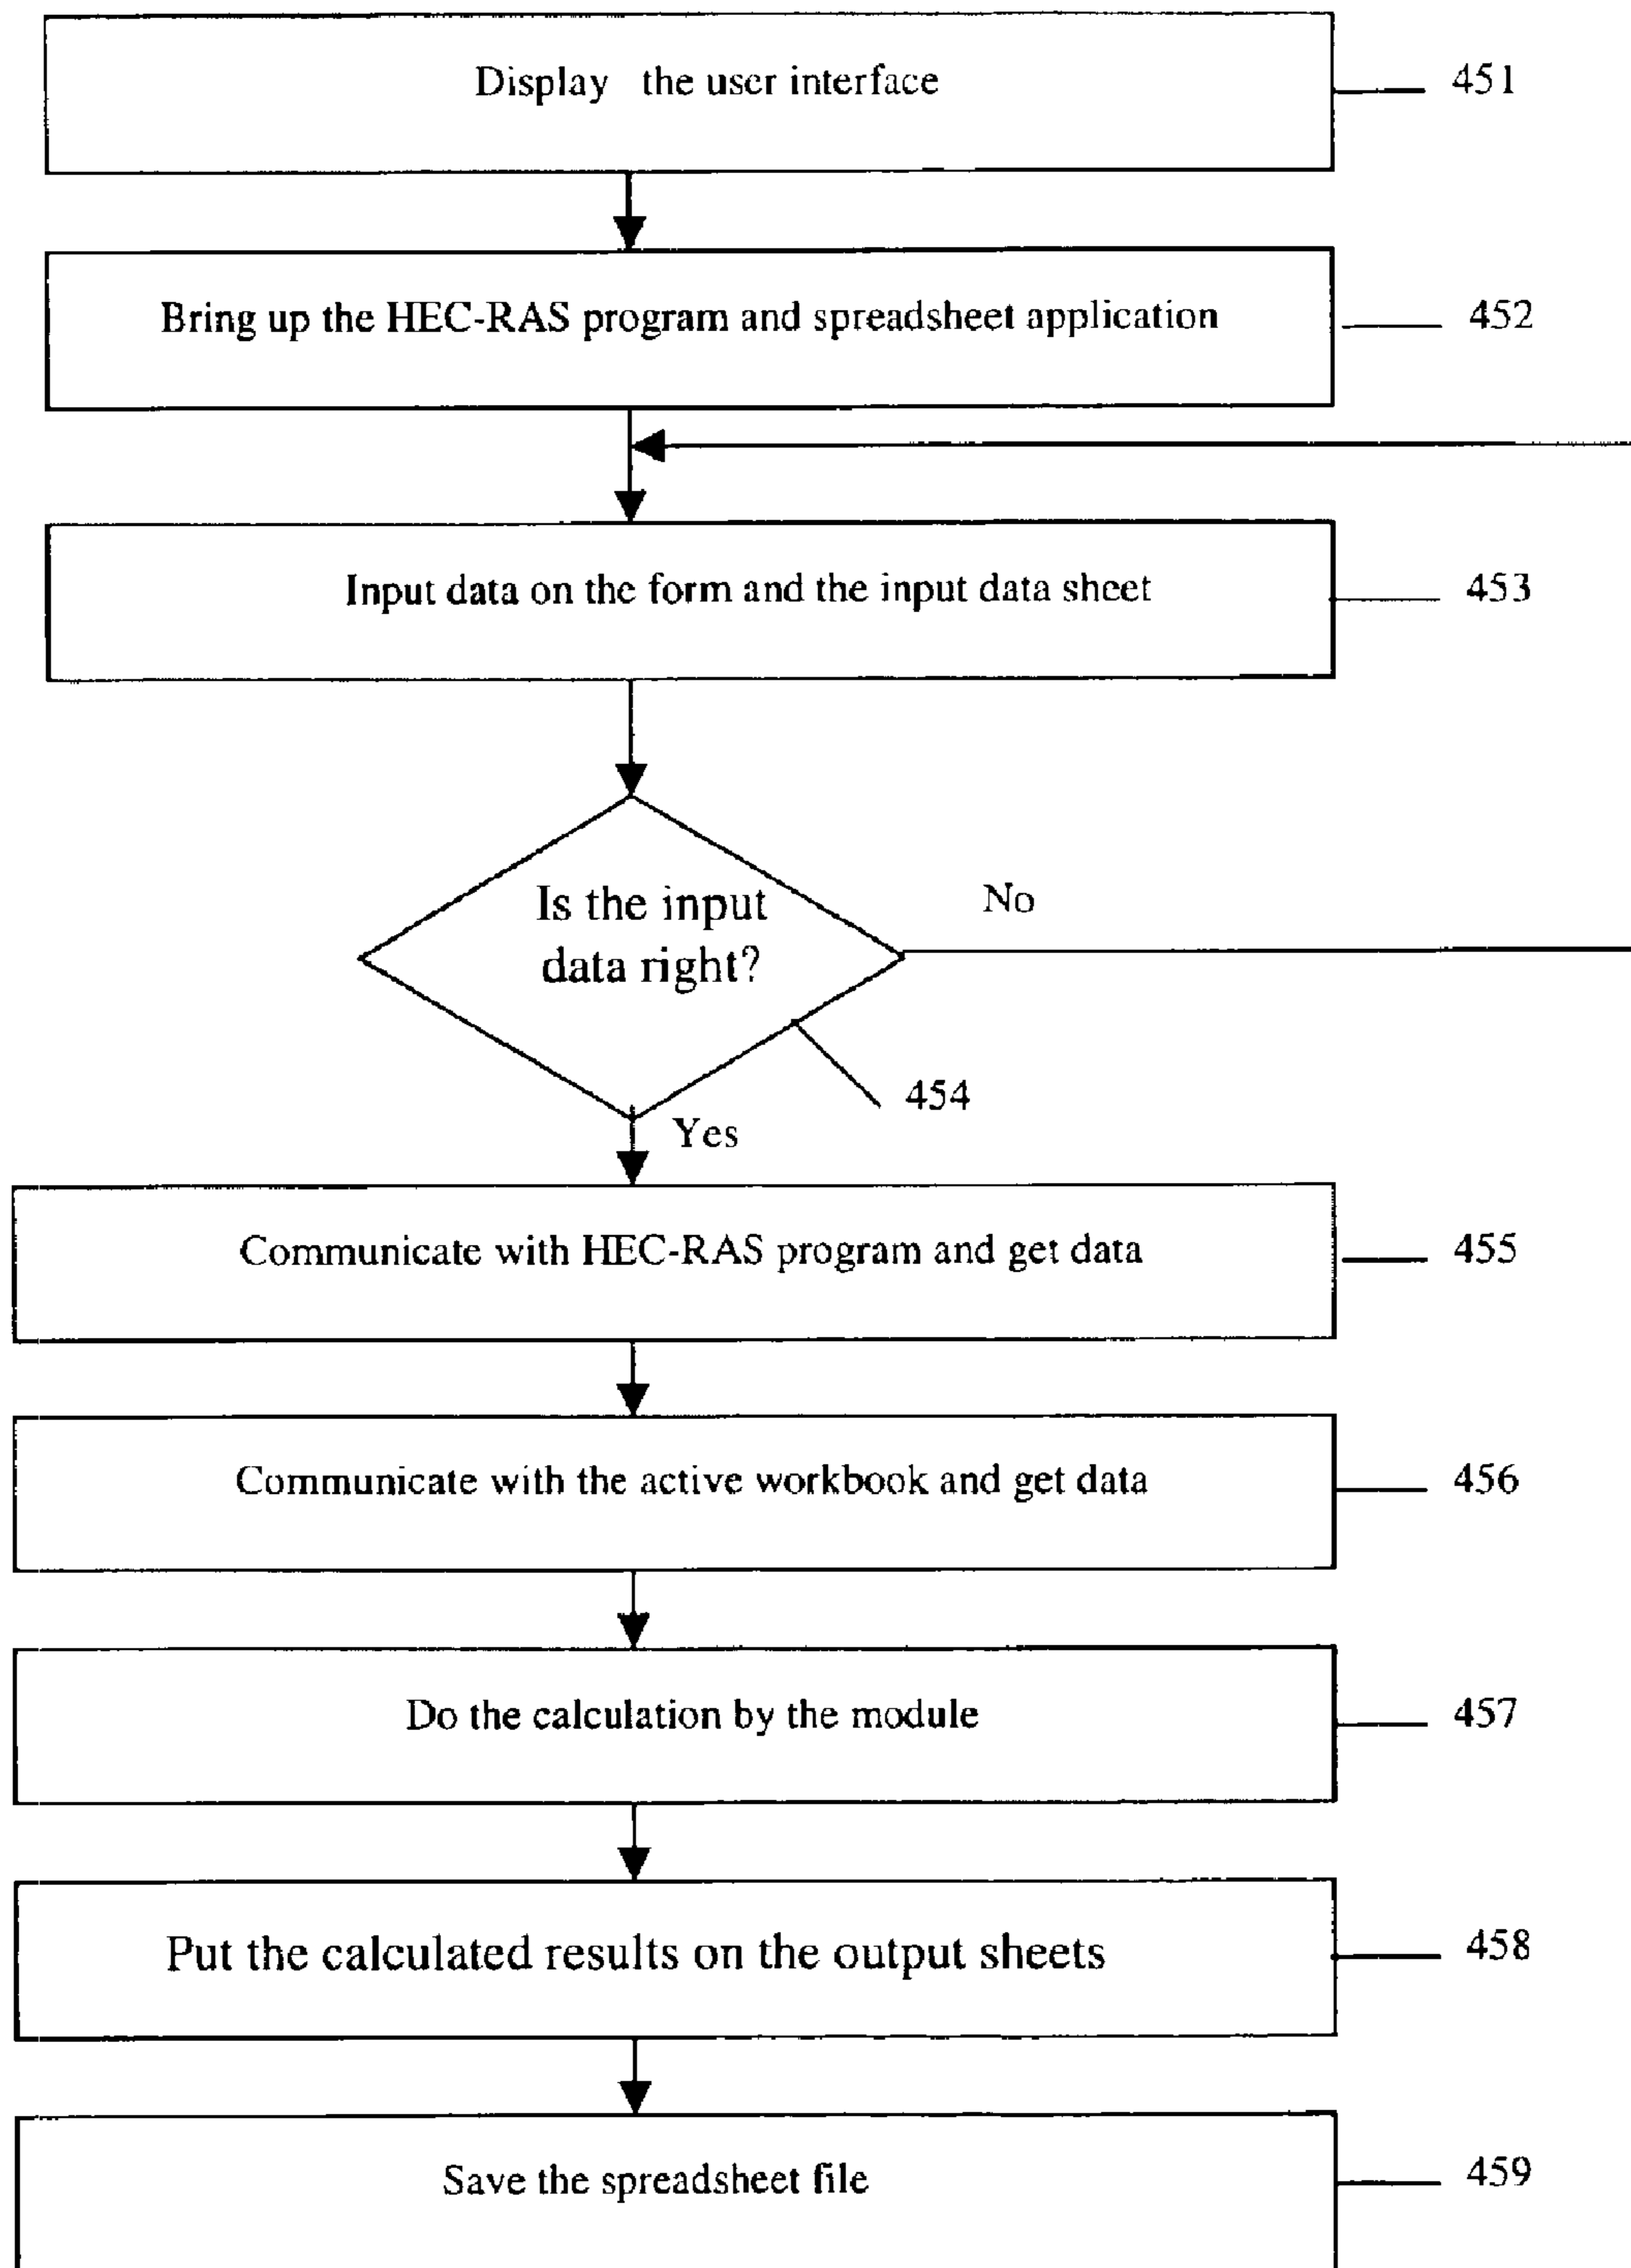 Display the user interface
451
Bring up the HEC-RAS program and spreadsheet application
452
Input data on the form and the input data sheet
453
Is the input
data right?
No
454
Yes
Communicate with HEC-RAS program and get data
455
Communicate with the active workbook and get data
456
Do the calculation by the module
457
Put the calculated results on the output sheets
458
Save the spreadsheet file
459